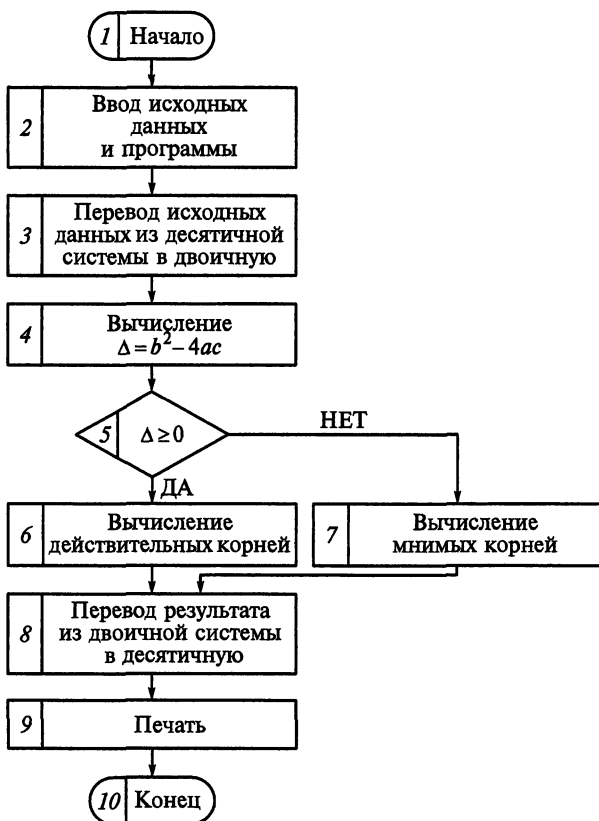 1 Начало
2 Ввод исходных
данных
и программы
3 Перевод исходных
данных из десятичной
системы в двоичную
4 Вычисление
Δ=b²−4ac
5 Δ≥0
НЕТ
ДА
6 Вычисление
действительных корней
7 Вычисление
мнимых корней
8 Перевод результата
из двоичной системы
в десятичную
9 Печать
10 Конец